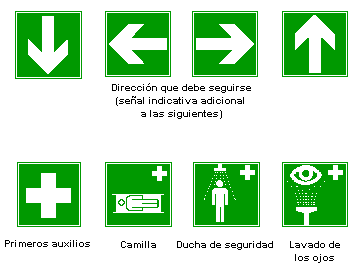 Dirección que debe seguirse
(señal indicativa adicional
a las siguientes)
Primeros auxilios
Camilla
Ducha de seguridad
Lavado de
los ojos